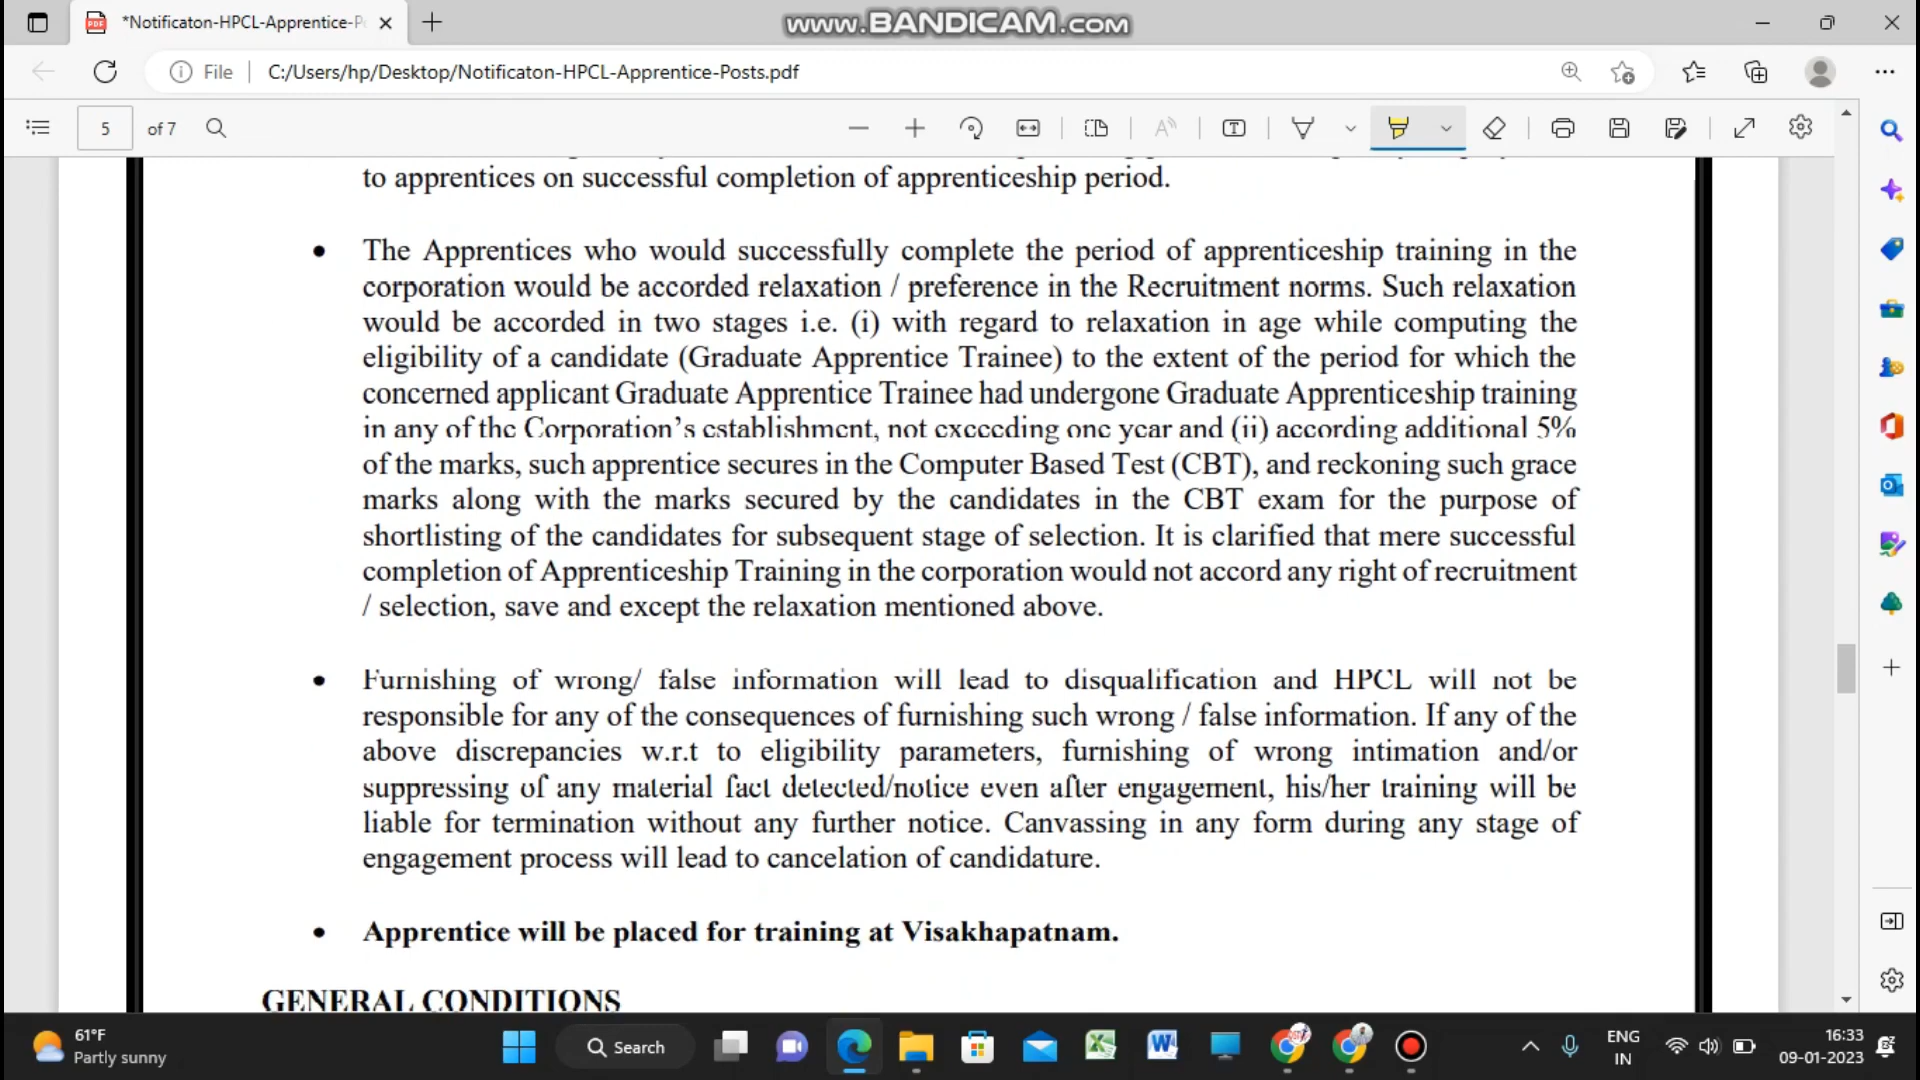 *Notificaton-HPCL-Apprentice-P
www.BANDICAM.com
File
C:/Users/hp/Desktop/Notificaton-HPCL-Apprentice-Posts.pdf
5 of 7
to apprentices on successful completion of apprenticeship period.
• The Apprentices who would successfully complete the period of apprenticeship training in the
corporation would be accorded relaxation / preference in the Recruitment norms. Such relaxation
would be accorded in two stages i.e. (i) with regard to relaxation in age while computing the
eligibility of a candidate (Graduate Apprentice Trainee) to the extent of the period for which the
concerned applicant Graduate Apprentice Trainee had undergone Graduate Apprenticeship training
in any of the Corporation’s establishment, not exceeding one year and (ii) according additional 5%
of the marks, such apprentice secures in the Computer Based Test (CBT), and reckoning such grace
marks along with the marks secured by the candidates in the CBT exam for the purpose of
shortlisting of the candidates for subsequent stage of selection. It is clarified that mere successful
completion of Apprenticeship Training in the corporation would not accord any right of recruitment
/ selection, save and except the relaxation mentioned above.
• Furnishing of wrong/ false information will lead to disqualification and HPCL will not be
responsible for any of the consequences of furnishing such wrong / false information. If any of the
above discrepancies w.r.t to eligibility parameters, furnishing of wrong intimation and/or
suppressing of any material fact detected/notice even after engagement, his/her training will be
liable for termination without any further notice. Canvassing in any form during any stage of
engagement process will lead to cancelation of candidature.
• Apprentice will be placed for training at Visakhapatnam.
GENERAL CONDITIONS
61°F
Partly sunny
Search
ENG
IN
16:33
09-01-2023